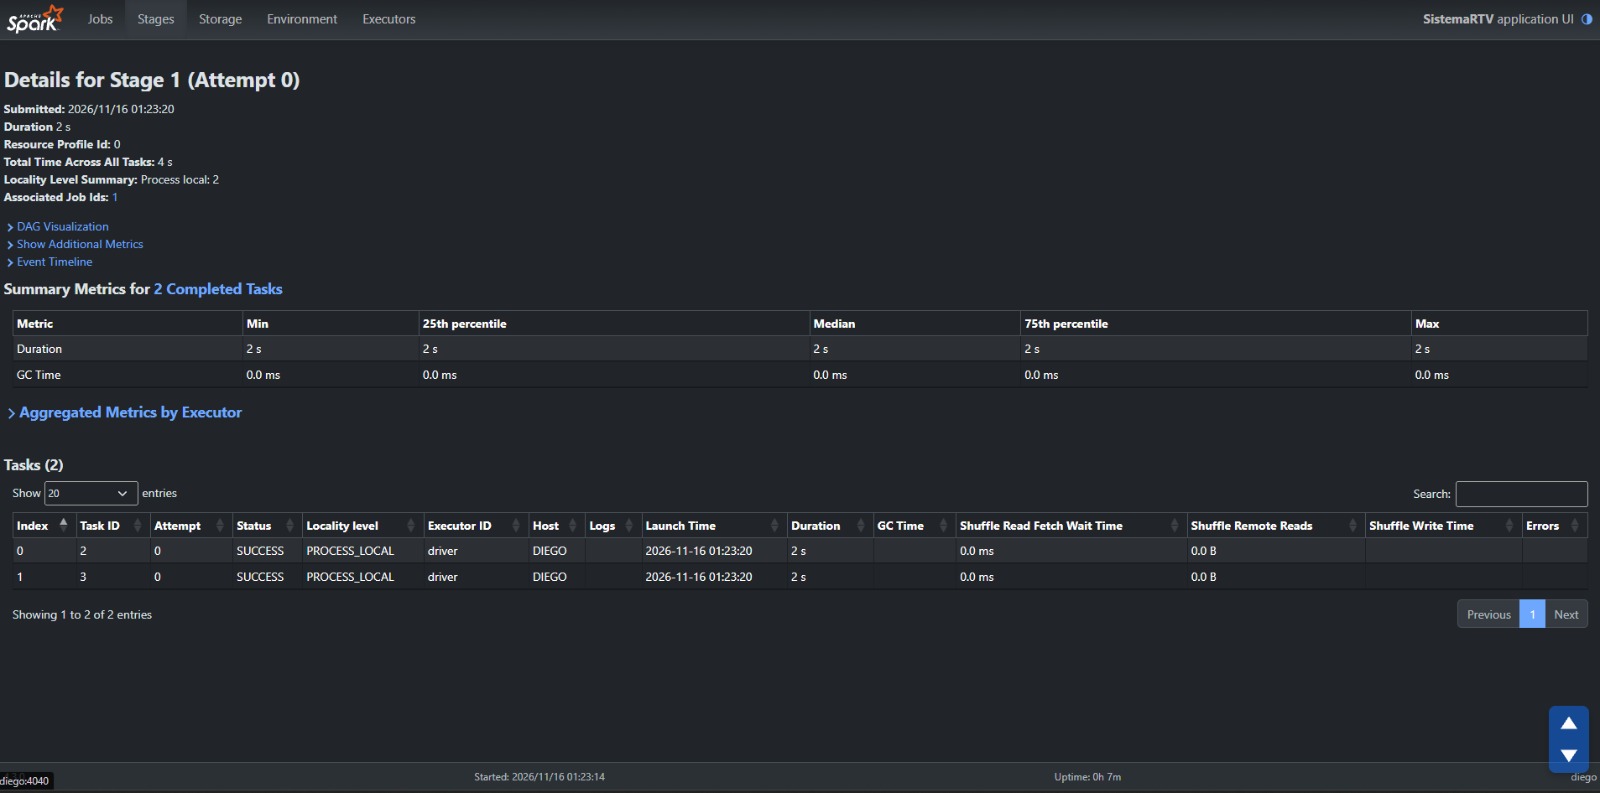 APACHE
Spark
Jobs
Stages
Storage
Environment
Executors
SistemaRTV application UI
Details for Stage 1 (Attempt 0)
Submitted: 2026/11/16 01:23:20
Duration 2 s
Resource Profile Id: 0
Total Time Across All Tasks: 4 s
Locality Level Summary: Process local: 2
Associated Job Ids: 1
DAG Visualization
Show Additional Metrics
Event Timeline
Summary Metrics for 2 Completed Tasks
Metric Min 25th percentile Median 75th percentile Max
Duration 2 s 2 s 2 s 2 s 2 s
GC Time 0.0 ms 0.0 ms 0.0 ms 0.0 ms 0.0 ms
Aggregated Metrics by Executor
Tasks (2)
Show 20 entries
Search:
Index Task ID Attempt Status Locality level Executor ID Host Logs Launch Time Duration GC Time Shuffle Read Fetch Wait Time Shuffle Remote Reads Shuffle Write Time Errors
0 2 0 SUCCESS PROCESS_LOCAL driver DIEGO 2026-11-16 01:23:20 2 s 0.0 ms 0.0 B
1 3 0 SUCCESS PROCESS_LOCAL driver DIEGO 2026-11-16 01:23:20 2 s 0.0 ms 0.0 B
Showing 1 to 2 of 2 entries
Previous 1 Next
diego:4040
Started: 2026/11/16 01:23:14
Uptime: 0h 7m
diego